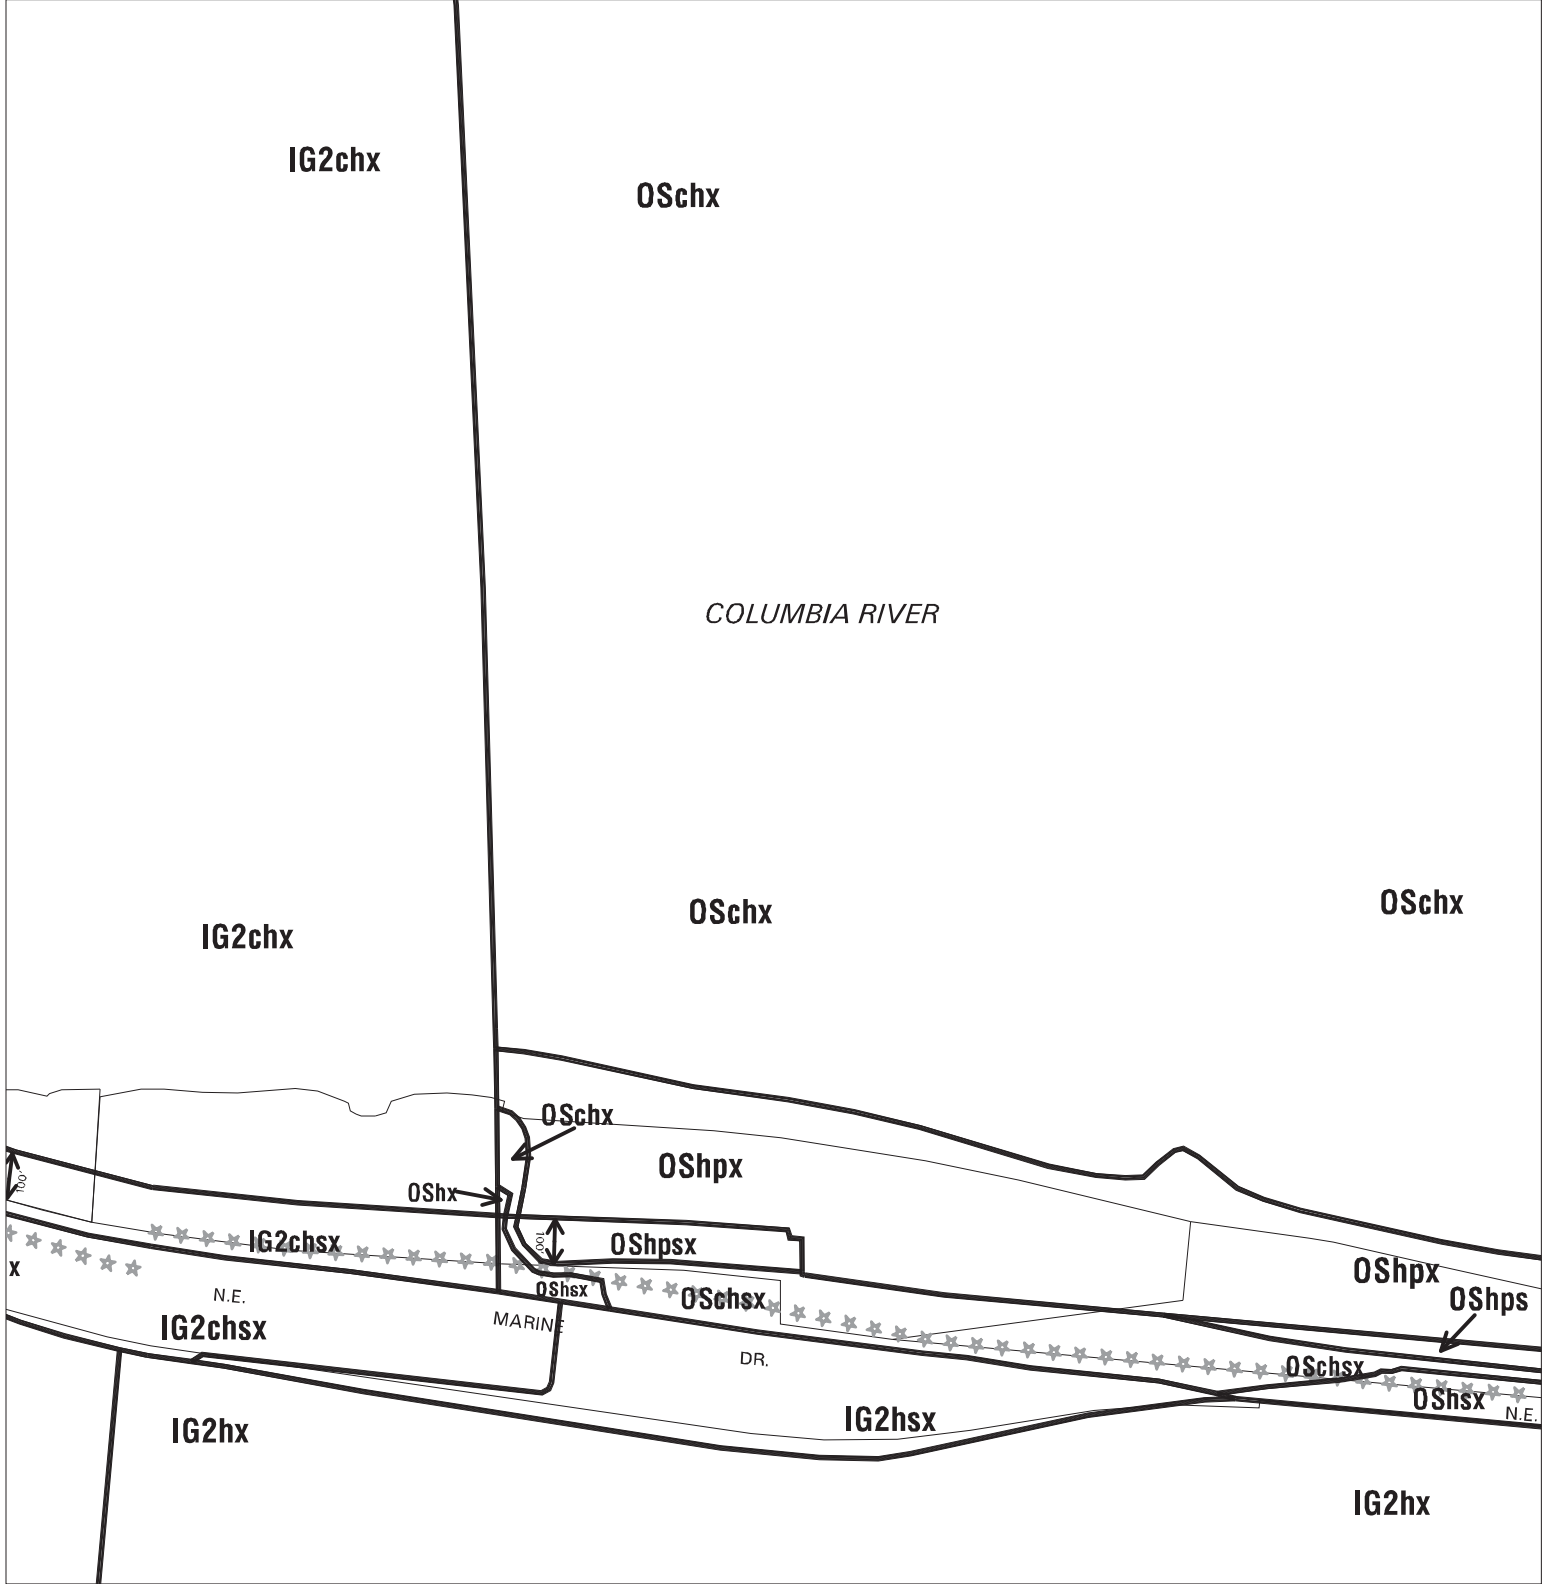 IG2chx
OSchx
COLUMBIA RIVER
OSchx
OSchx
IG2chx
OSchx
OShpx
OShx
100'
IG2chsx
100'
OShpsx
x
OShpx
OShsx
OSchsx
OShps
N.E.
IG2chsx
MARINE
DR.
OSchsx
OShsx
N.E.
IG2hsx
IG2hx
IG2hx